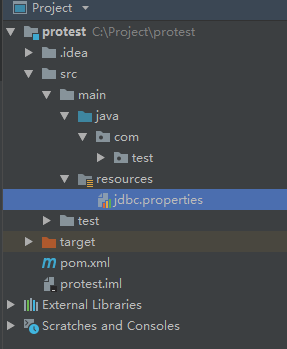 Project
protest C:\Project\protest
.idea
src
main
java
com
test
resources
jdbc.properties
test
target
pom.xml
protest.iml
External Libraries
Scratches and Consoles